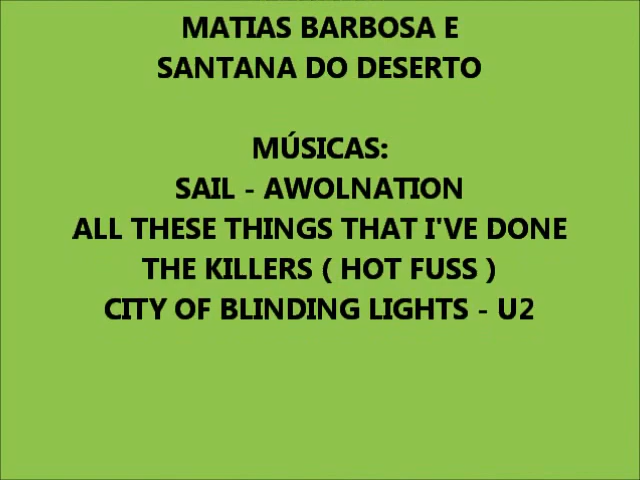 MATIAS BARBOSA E
SANTANA DO DESERTO
MÚSICAS:
SAIL - AWOLNATION
ALL THESE THINGS THAT I'VE DONE
THE KILLERS ( HOT FUSS )
CITY OF BLINDING LIGHTS - U2